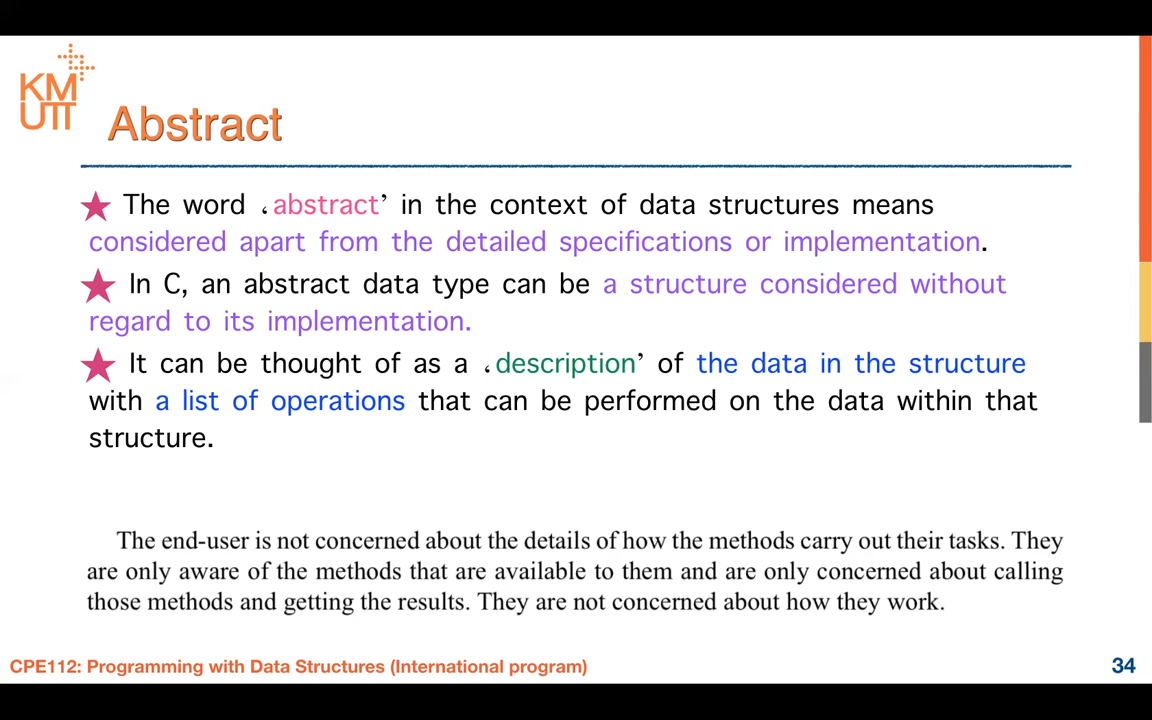 KM
UTT
Abstract
★ The word ‘abstract’ in the context of data structures means
considered apart from the detailed specifications or implementation.
★ In C, an abstract data type can be a structure considered without
regard to its implementation.
★ It can be thought of as a ‘description’ of the data in the structure
with a list of operations that can be performed on the data within that
structure.
The end-user is not concerned about the details of how the methods carry out their tasks. They
are only aware of the methods that are available to them and are only concerned about calling
those methods and getting the results. They are not concerned about how they work.
CPE112: Programming with Data Structures (International program)
34